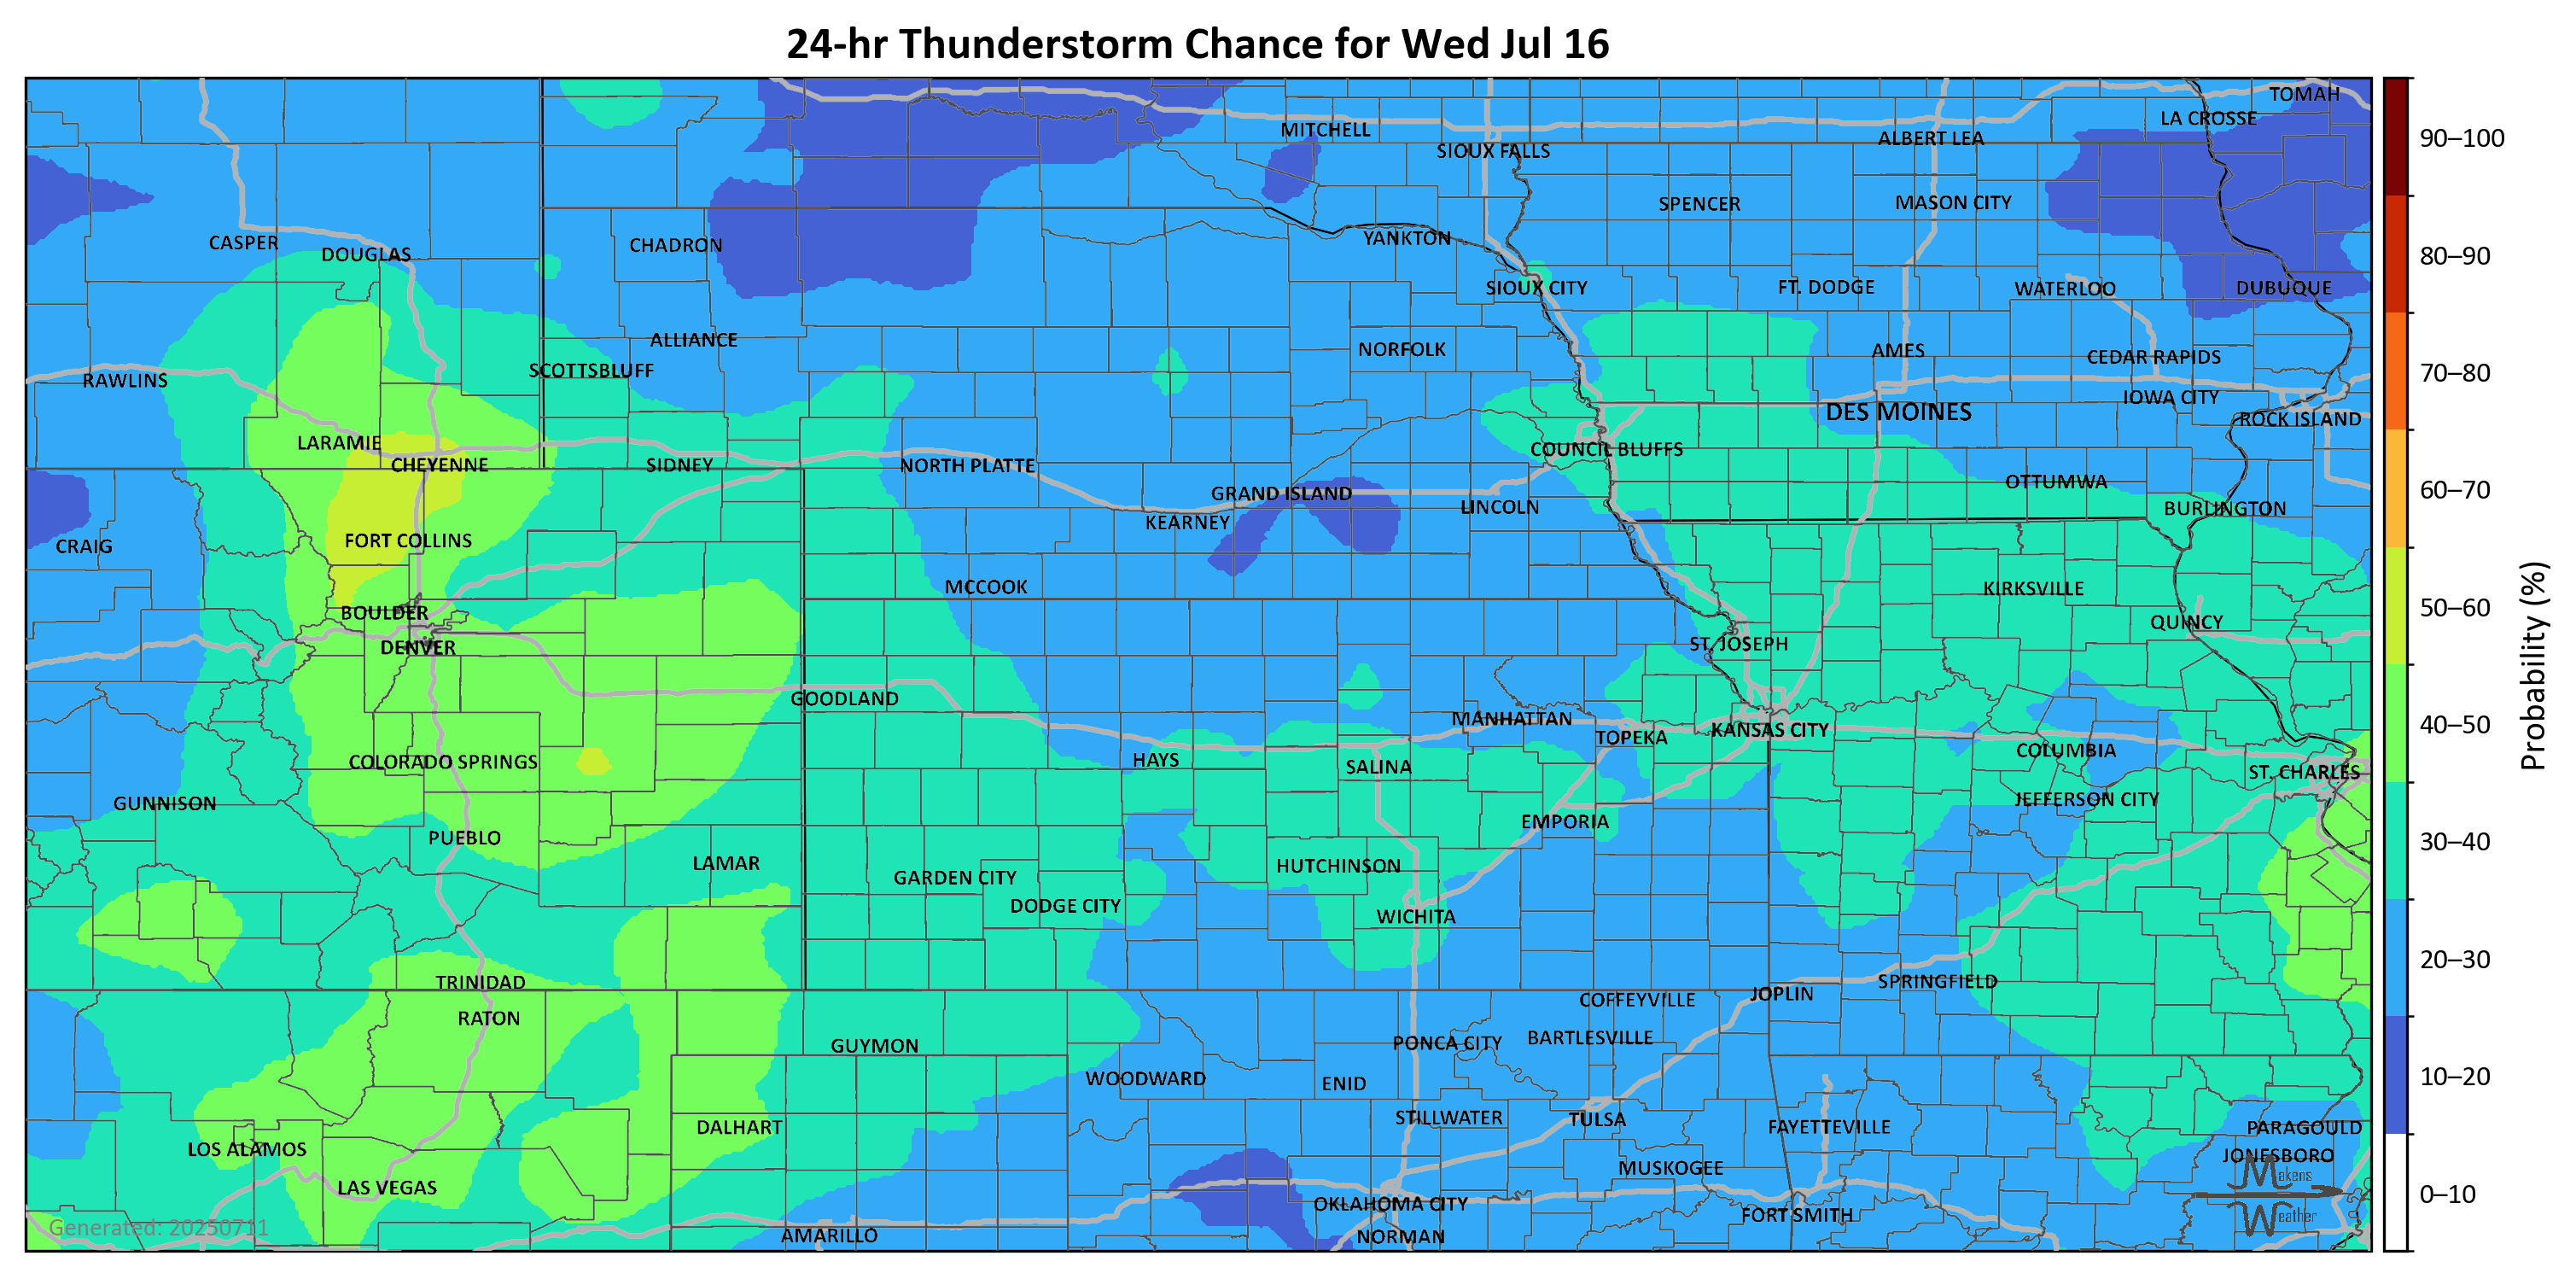 24-hr Thunderstorm Chance for Wed Jul 16
TOMAH
LA CROSSE
MITCHELL
ALBERT LEA
SIOUX FALLS
SPENCER
MASON CITY
CASPER
DOUGLAS
CHADRON
YANKTON
SIOUX CITY
FT. DODGE
WATERLOO
DUBUQUE
ALLIANCE
NORFOLK
AMES
CEDAR RAPIDS
RAWLINS
SCOTTSBLUFF
IOWA CITY
DES MOINES
ROCK ISLAND
LARAMIE
COUNCIL BLUFFS
CHEYENNE
SIDNEY
NORTH PLATTE
OTTUMWA
GRAND ISLAND
LINCOLN
BURLINGTON
KEARNEY
FORT COLLINS
CRAIG
MCCOOK
KIRKSVILLE
BOULDER
QUINCY
DENVER
ST. JOSEPH
GOODLAND
MANHATTAN
TOPEKA
KANSAS CITY
COLUMBIA
COLORADO SPRINGS
HAYS
SALINA
ST. CHARLES
GUNNISON
JEFFERSON CITY
EMPORIA
PUEBLO
LAMAR
HUTCHINSON
GARDEN CITY
DODGE CITY
WICHITA
TRINIDAD
SPRINGFIELD
JOPLIN
COFFEYVILLE
RATON
BARTLESVILLE
GUYMON
PONCA CITY
WOODWARD
ENID
STILLWATER
TULSA
DALHART
FAYETTEVILLE
PARAGOULD
LOS ALAMOS
JONESBORO
MUSKOGEE
LAS VEGAS
OKLAHOMA CITY
FORT SMITH
AMARILLO
NORMAN
Generated: 20250711
Makens
Weather
90–100
80–90
70–80
60–70
50–60
40–50
30–40
20–30
10–20
0–10
Probability (%)